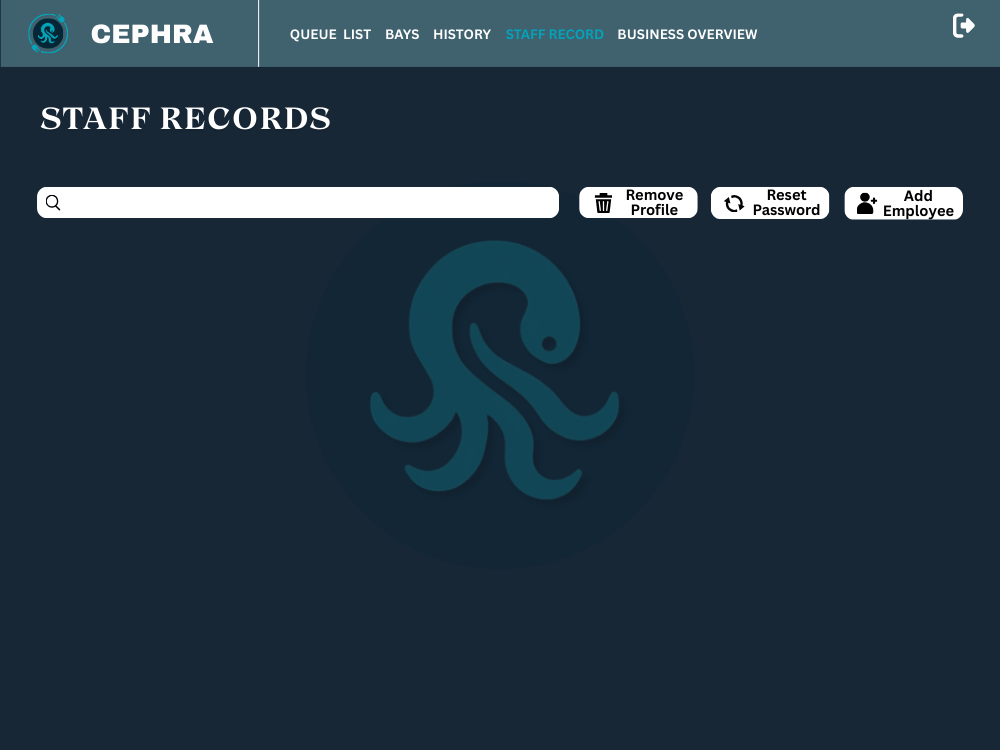 CEPHRA
QUEUE LIST BAYS HISTORY STAFF RECORD BUSINESS OVERVIEW
STAFF RECORDS
Remove
Profile
Reset
Password
Add
Employee